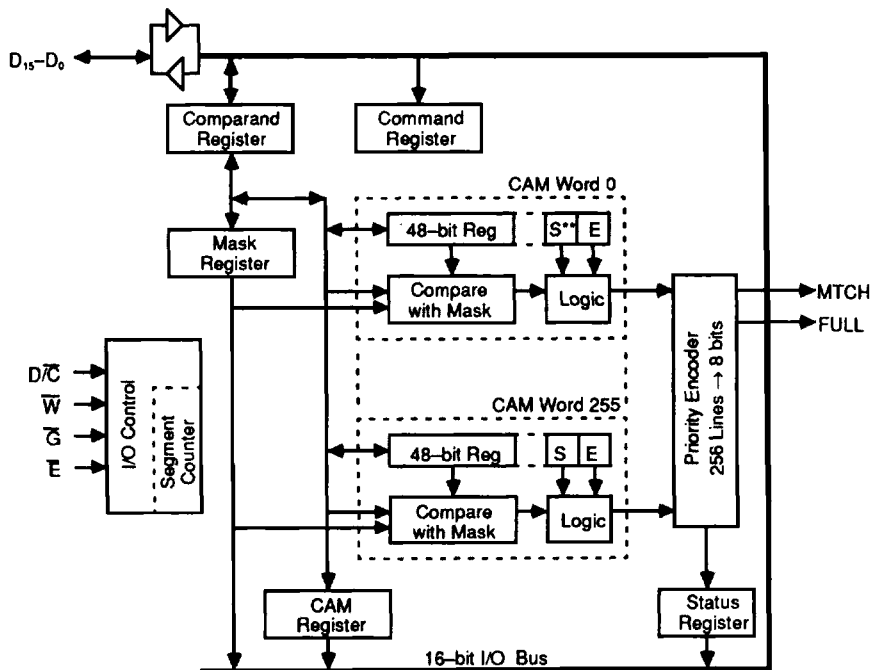 D₁₅–D₀
Comparand
Register
Command
Register
CAM Word 0
Mask
Register
48–bit Reg
S**
E
Compare
with Mask
Logic
MTCH
FULL
Priority Encoder
256 Lines → 8 bits
D/C̅
W̅
G̅
E̅
I/O Control
Segment
Counter
CAM Word 255
48–bit Reg
S
E
Compare
with Mask
Logic
CAM
Register
Status
Register
16–bit I/O Bus